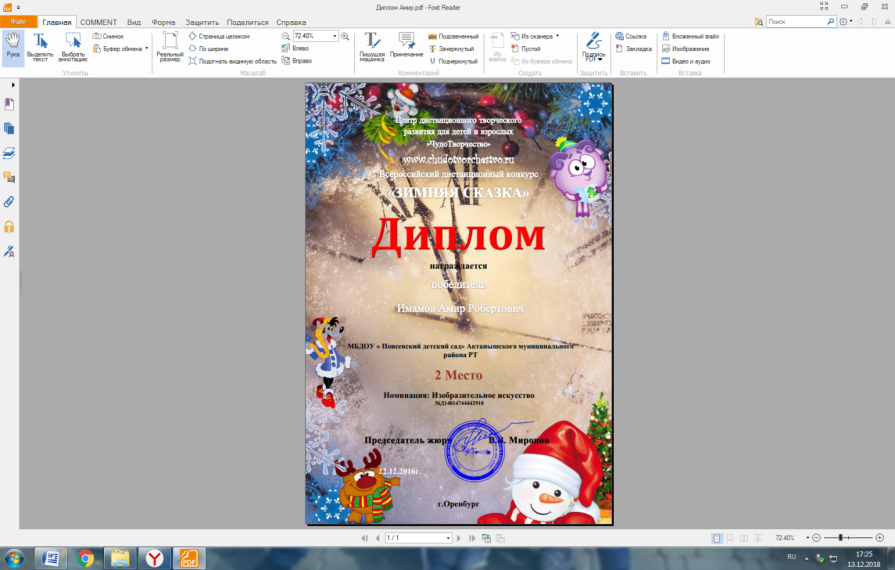 Диплом Амир.pdf - Foxit Reader
Файл Главная COMMENT Вид Форма Защитить Поделиться Справка
Поиск
Рука
Выделить текст
Выбрать аннотацию
Снимок
Буфер обмена
Утилиты
Реальный размер
Страница целиком
По ширине
Подогнать видимую область
72.40%
Влево
Вправо
Масштаб
Пишущая машинка
Примечание
Подсвеченный
Зачеркнутый
Подчеркнутый
Комментарий
Из файла
Из сканера
Пустой
Из буфера обмена
Создать
Подпись PDF
Защитить
Ссылка
Закладка
Вставить
Вложенный файл
Изображение
Видео и аудио
Вставка
Центр дистанционного творческого
развития для детей и взрослых
«ЧудоТворчество»
www.chudotvorchestvo.ru
Всероссийский дистанционный конкурс
«ЗИМНЯЯ СКАЗКА»
Диплом
награждается
победитель
Имамов Амир Робертович
МБДОУ « Поисевский детский сад» Актанышского муниципального
района РТ
2 Место
Номинация: Изобразительное искусство
№Д14814744442910
Председатель жюри В.З. Миронов
22.12.2016г.
г.Оренбург
1 / 1
72.40%
RU
17:25
13.12.2018